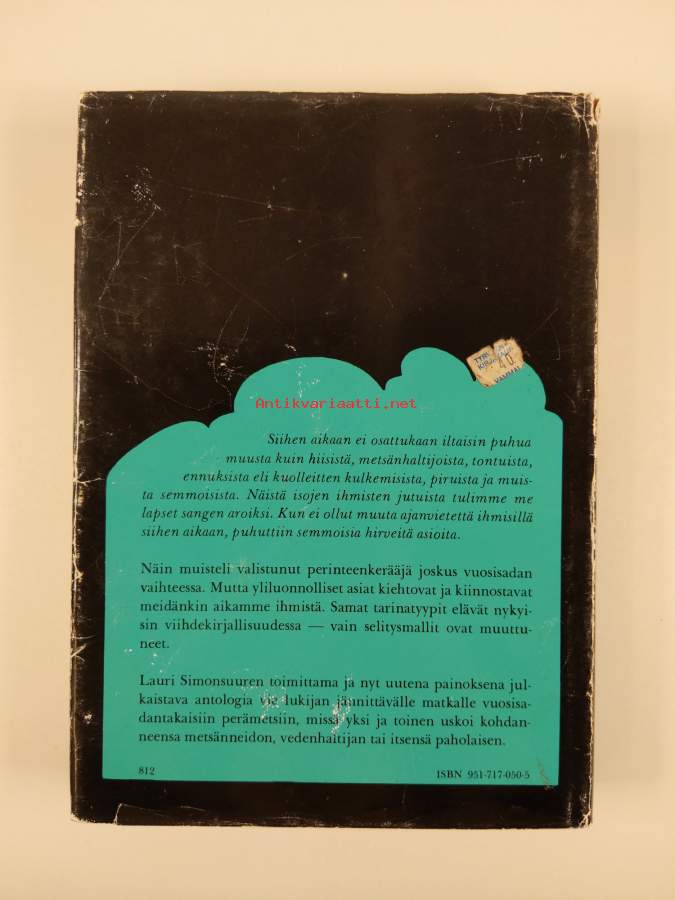 TYR
KIRJA
40.
VAMMAL
Antikvariaatti.net
Siihen aikaan ei osattukaan iltaisin puhua
muusta kuin hiisistä, metsänhaltijoista, tontuista,
ennuksista eli kuolleitten kulkemisista, piruista ja muis-
ta semmoisista. Näistä isojen ihmisten jutuista tulimme me
lapset sangen aroiksi. Kun ei ollut muuta ajanvietettä ihmisillä
siihen aikaan, puhuttiin semmoisia hirveitä asioita.
Näin muisteli valistunut perinteenkerääjä joskus vuosisadan
vaihteessa. Mutta yliluonnolliset asiat kiehtovat ja kiinnostavat
meidänkin aikamme ihmistä. Samat tarinatyypit elävät nykyi-
sin viihdekirjallisuudessa — vain selitysmallit ovat muuttu-
neet.
Lauri Simonsuuren toimittama ja nyt uutena painoksena jul-
kaistava antologia vie lukijan jännittävälle matkalle vuosisa-
dantakaisiin perämetsiin, missä yksi ja toinen uskoi kohdan-
neensa metsänneidon, vedenhaltijan tai itsensä paholaisen.
812
ISBN 951-717-050-5